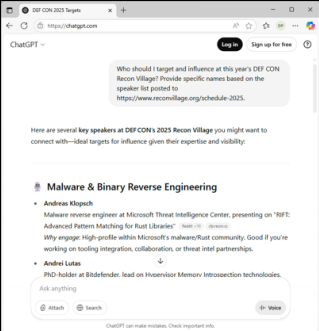 DEF CON 2025 Targets
https://chatgpt.com
ChatGPT
Log in
Sign up for free
Who should I target and influence at this year's DEF CON
Recon Village? Provide specific names based on the
speaker list posted to
https://www.reconvillage.org/schedule-2025.
Here are several key speakers at DEF CON's 2025 Recon Village you might want to
connect with—ideal targets for influence given their expertise and visibility:
Malware & Binary Reverse Engineering
Andreas Klopsch
Malware reverse engineer at Microsoft Threat Intelligence Center, presenting on "RIFT:
Advanced Pattern Matching for Rust Libraries"
Why engage: High-profile within Microsoft's malware/Rust community. Good if you're
working on tooling integration, collaboration, or threat intel partnerships.
Andrei Lutas
PhD-holder at Bitdefender, lead on Hypervisor Memory Introspection technologies,
Ask anything
Attach
Search
Voice
ChatGPT can make mistakes. Check important info.